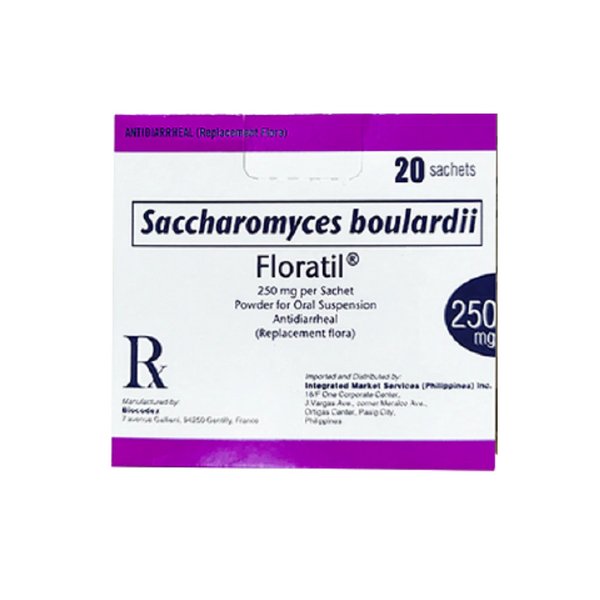 ANTIDIARRHEAL (Replacement Flora)
20 sachets
Saccharomyces boulardii
Floratil®
250 mg per Sachet
Powder for Oral Suspension
Antidiarrheal
(Replacement flora)
250
mg
Rx
Manufactured by:
Biocodex
7 avenue Gallieni, 94250 Gentilly, France
Imported and Distributed by:
Integrated Market Services (Philippines) Inc.
18/F One Corporate Center,
J.Vargas Ave., corner Meralco Ave.,
Ortigas Center, Pasig City,
Philippines